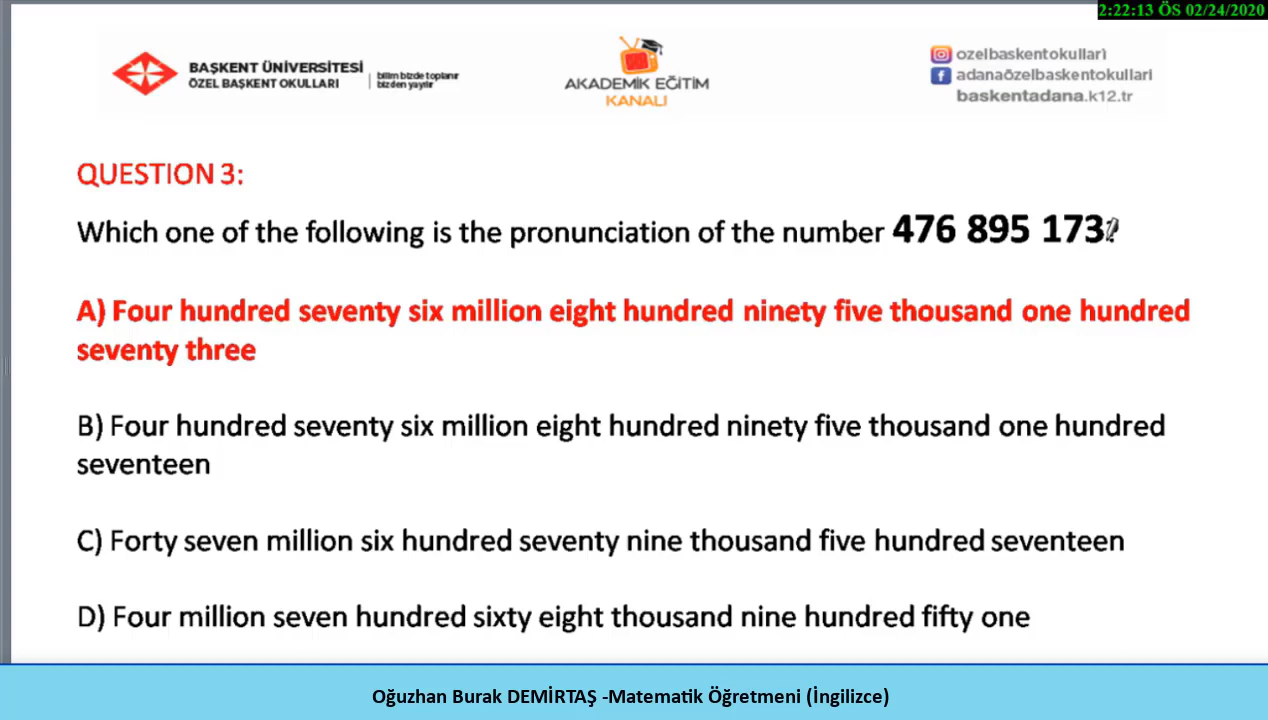 2:22:13 ÖS 02/24/2020
BAŞKENT ÜNİVERSİTESİ
ÖZEL BAŞKENT OKULLARI
bilim bizde toplanır
bizden yayılır
AKADEMİK EĞİTİM
KANALI
ozelbaskentokullari
adanaözelbaskentokullari
baskentadana.k12.tr
QUESTION 3:
Which one of the following is the pronunciation of the number 476 895 173?
A) Four hundred seventy six million eight hundred ninety five thousand one hundred
seventy three
B) Four hundred seventy six million eight hundred ninety five thousand one hundred
seventeen
C) Forty seven million six hundred seventy nine thousand five hundred seventeen
D) Four million seven hundred sixty eight thousand nine hundred fifty one
Oğuzhan Burak DEMİRTAŞ -Matematik Öğretmeni (İngilizce)